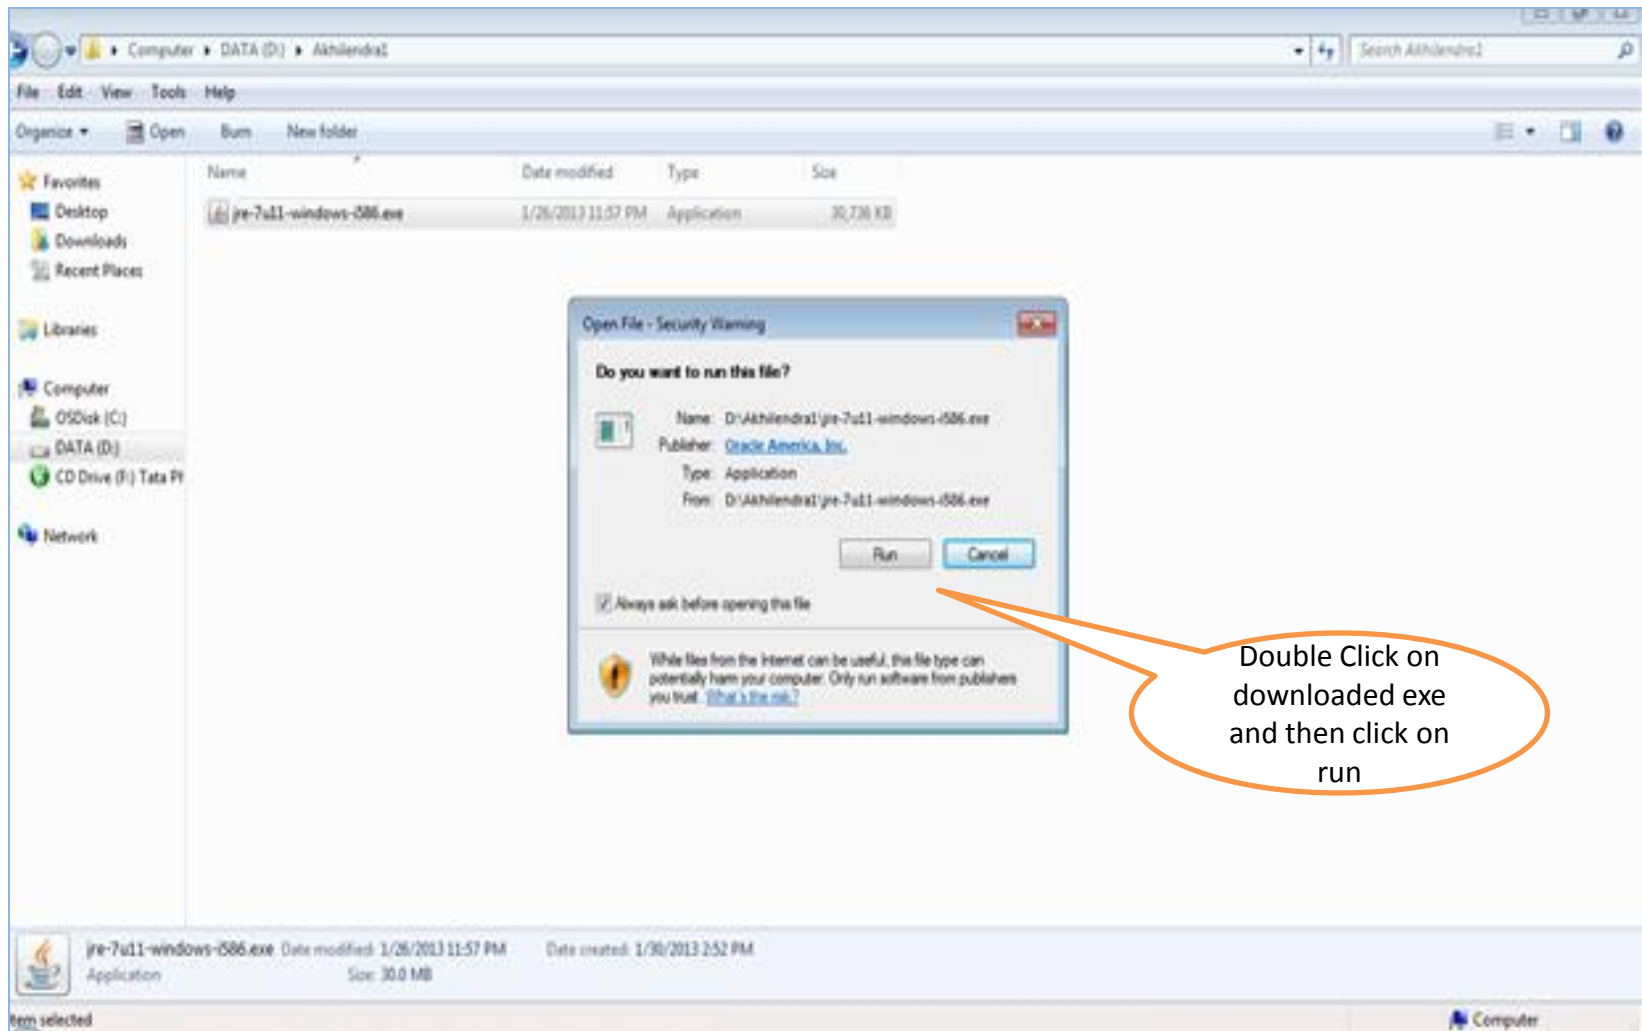 Computer ▸ DATA (D:) ▸ Akhilendra1
Search Akhilendra1
File Edit View Tools Help
Organize Open Burn New folder
Name Date modified Type Size
jre-7u11-windows-i586.exe 1/26/2013 11:57 PM Application 30,736 KB
Favorites
Desktop
Downloads
Recent Places
Libraries
Computer
OSDisk (C:)
DATA (D:)
CD Drive (F:) Tata Ph
Network
Open File - Security Warning
Do you want to run this file?
Name: D:\Akhilendra1\jre-7u11-windows-i586.exe
Publisher: Oracle America, Inc.
Type: Application
From: D:\Akhilendra1\jre-7u11-windows-i586.exe
Run Cancel
Always ask before opening this file
While files from the Internet can be useful, this file type can
potentially harm your computer. Only run software from publishers
you trust. What's the risk?
Double Click on
downloaded exe
and then click on
run
jre-7u11-windows-i586.exe Date modified: 1/26/2013 11:57 PM Date created: 1/30/2013 2:52 PM
Application Size: 30.0 MB
item selected
Computer